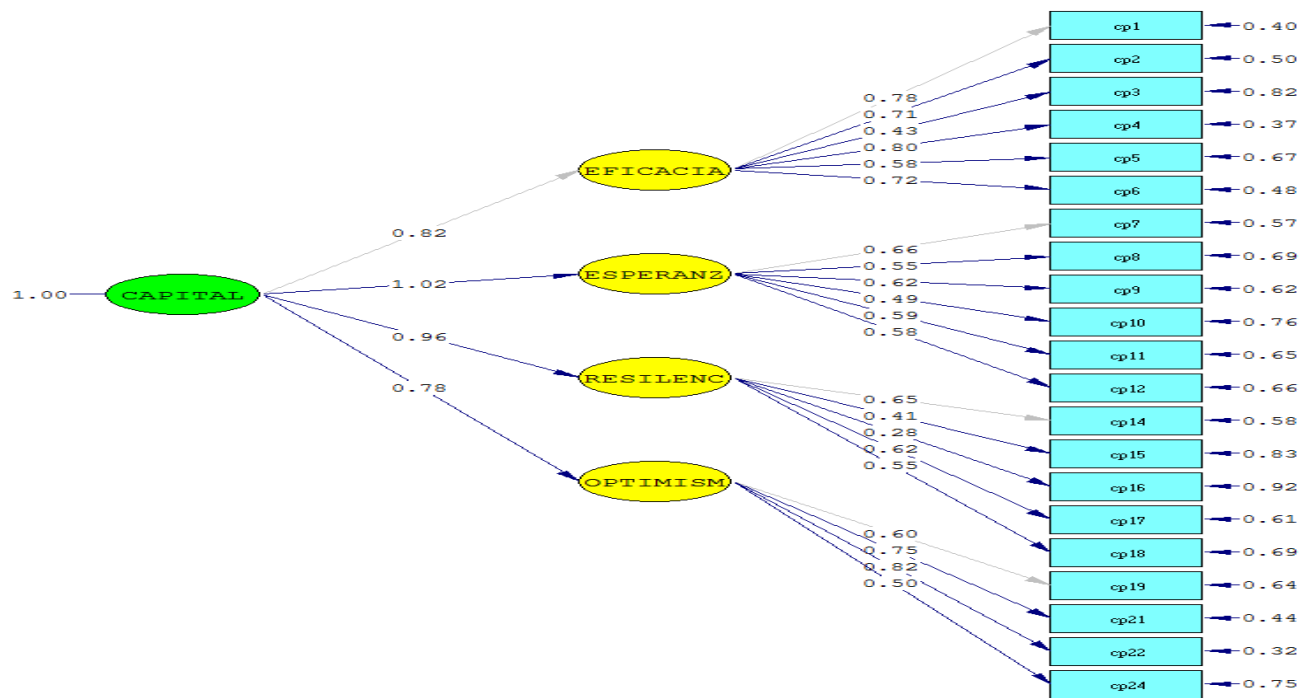 cp1 0.40
cp2 0.50
cp3 0.82
cp4 0.37
cp5 0.67
cp6 0.48
cp7 0.57
cp8 0.69
cp9 0.62
cp10 0.76
cp11 0.65
cp12 0.66
cp14 0.58
cp15 0.83
cp16 0.92
cp17 0.61
cp18 0.69
cp19 0.64
cp21 0.44
cp22 0.32
cp24 0.75
0.78
0.71
0.43
0.80
0.58
0.72
EFICACIA
0.66
0.55
0.62
0.49
0.59
0.58
ESPERANZ
0.65
0.41
0.28
0.62
0.55
RESILENC
0.60
0.75
0.82
0.50
OPTIMISM
0.82
1.02
0.96
0.78
1.00 CAPITAL